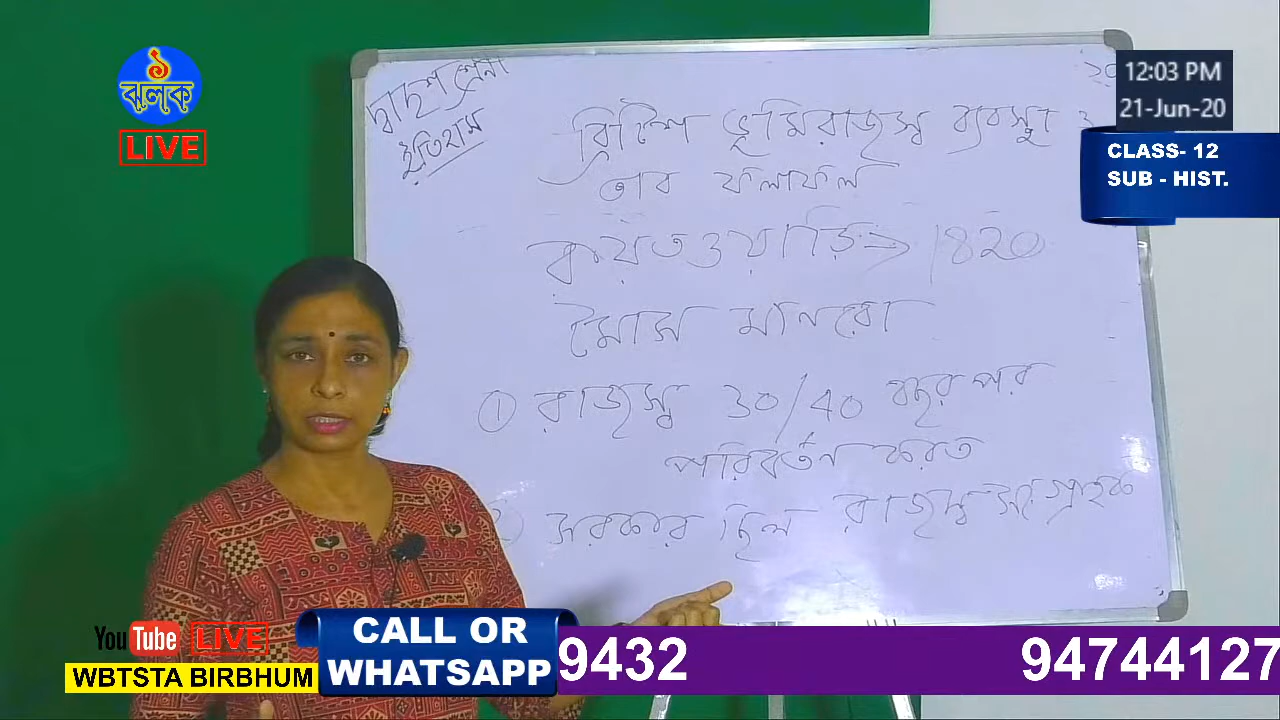 ঝলক
LIVE
দ্বাদশ শ্রেণী
ইতিহাস
12:03 PM
21-Jun-20
CLASS- 12
SUB - HIST.
ব্রিটিশ ভূমিরাজস্ব ব্যবস্থা ও
তার ফলাফল
রায়তওয়াড়ি→ 1820
মানরো
① রাজস্ব 30/40 বছর পর
পরিবর্তন করত
সরকার ছিল রাজস্ব সংগ্রাহক
YouTube LIVE
WBTSTA BIRBHUM
CALL OR
WHATSAPP
9432 94744127